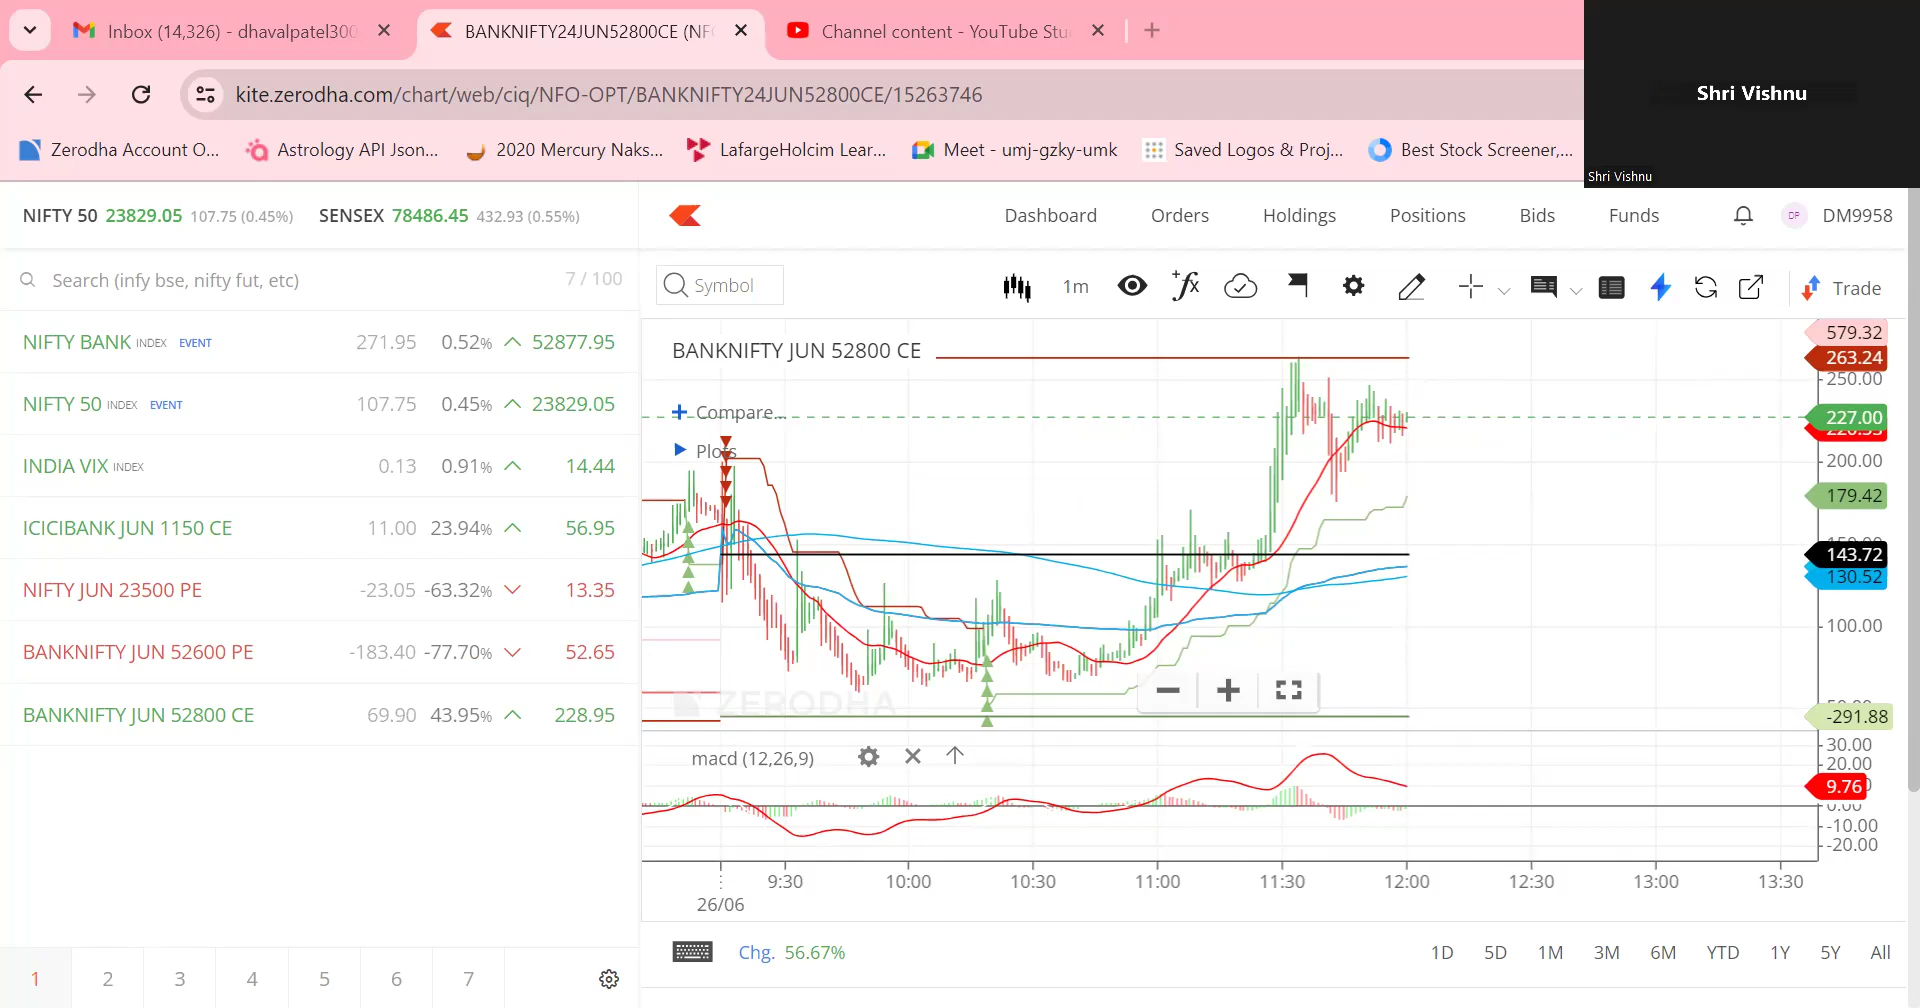 Inbox (14,326) - dhavalpatel300
BANKNIFTY24JUN52800CE (NFO
Channel content - YouTube Stu
kite.zerodha.com/chart/web/ciq/NFO-OPT/BANKNIFTY24JUN52800CE/15263746
Shri Vishnu
Zerodha Account O...
Astrology API Json...
2020 Mercury Naks...
LafargeHolcim Lear...
Meet - umj-gzky-umk
Saved Logos & Proj...
Best Stock Screener,...
Shri Vishnu
NIFTY 50 23829.05 107.75 (0.45%) SENSEX 78486.45 432.93 (0.55%)
Dashboard Orders Holdings Positions Bids Funds DP DM9958
Search (infy bse, nifty fut, etc) 7 / 100
Symbol 1m Trade
NIFTY BANK INDEX EVENT 271.95 0.52% 52877.95
NIFTY 50 INDEX EVENT 107.75 0.45% 23829.05
INDIA VIX INDEX 0.13 0.91% 14.44
ICICIBANK JUN 1150 CE 11.00 23.94% 56.95
NIFTY JUN 23500 PE -23.05 -63.32% 13.35
BANKNIFTY JUN 52600 PE -183.40 -77.70% 52.65
BANKNIFTY JUN 52800 CE 69.90 43.95% 228.95
BANKNIFTY JUN 52800 CE
Compare...
Plots
ZERODHA
579.32
263.24
250.00
227.00
200.00
179.42
143.72
130.52
100.00
-291.88
macd (12,26,9)
30.00
20.00
9.76
0.00
-10.00
-20.00
9:30 10:00 10:30 11:00 11:30 12:00 12:30 13:00 13:30
26/06
Chg. 56.67%
1D 5D 1M 3M 6M YTD 1Y 5Y All
1 2 3 4 5 6 7